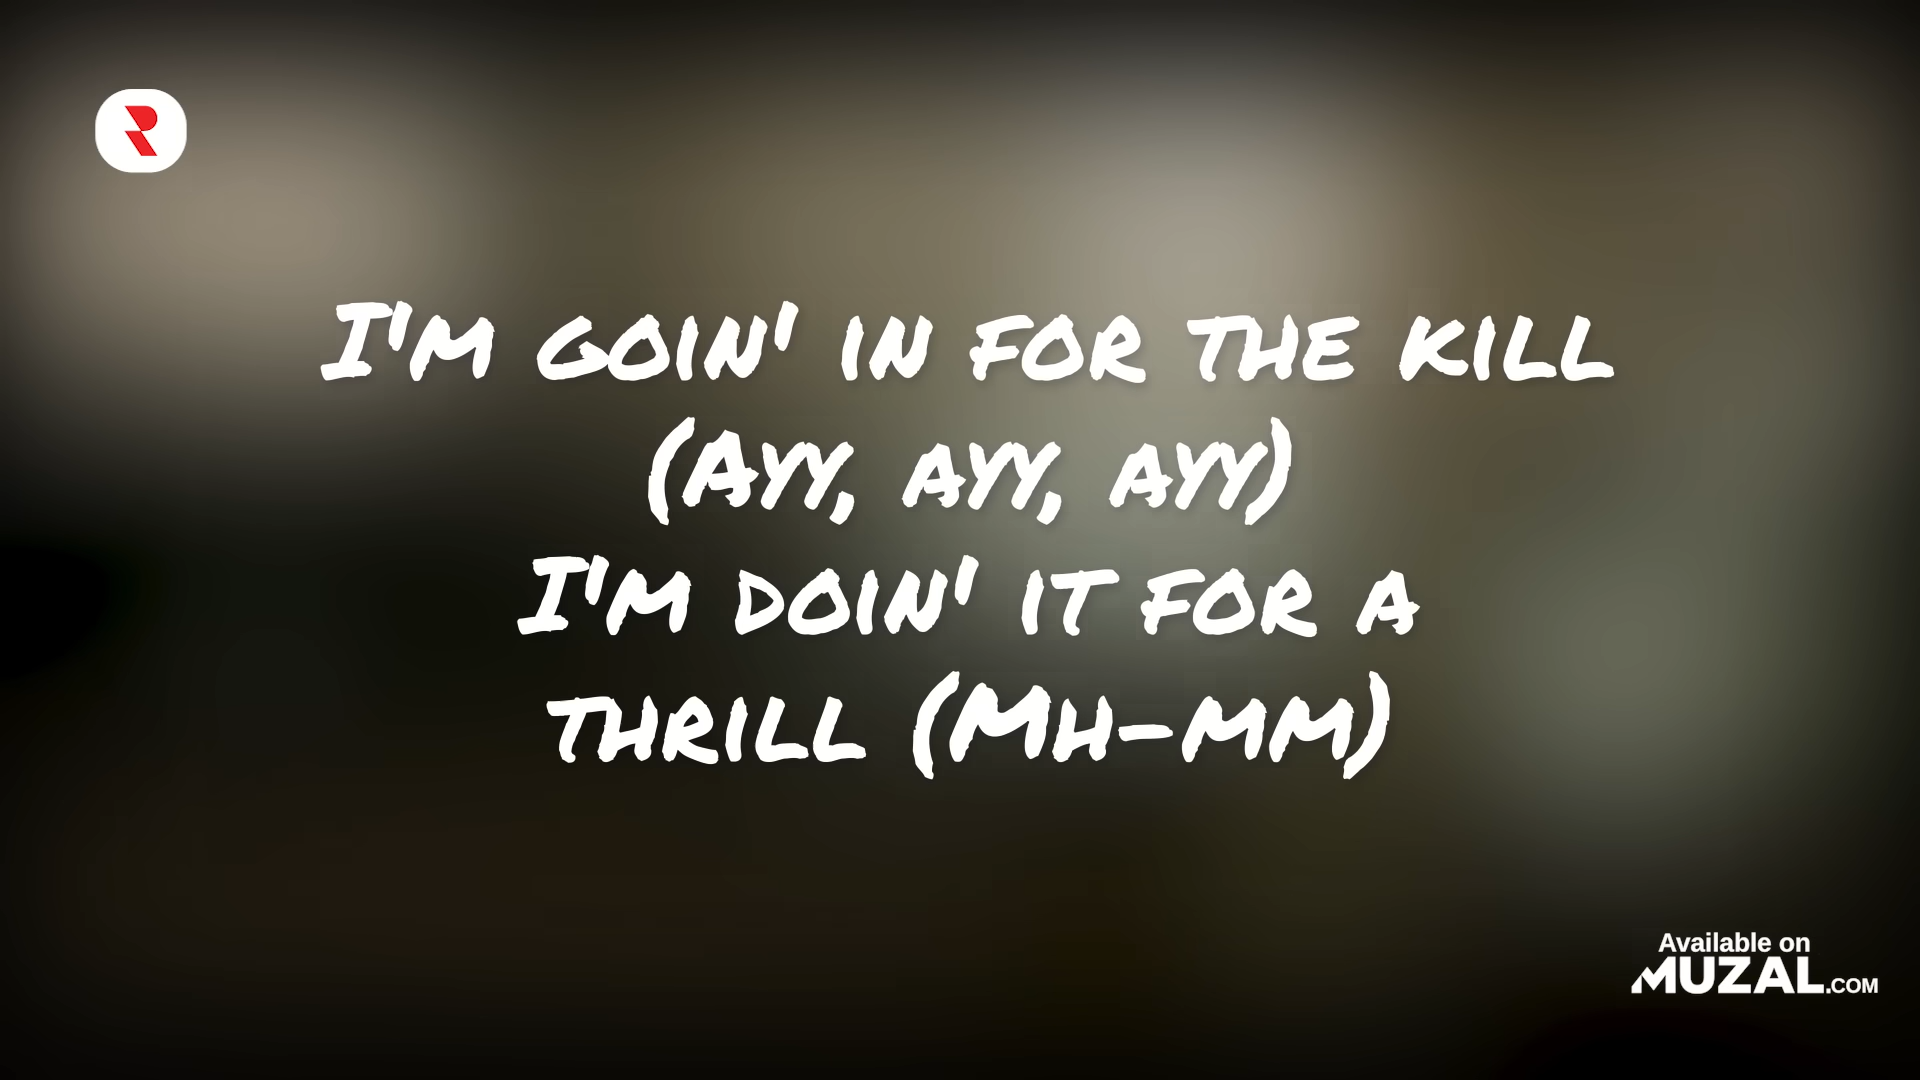 I'm goin' in for the kill
(Ayy, ayy, ayy)
I'm doin' it for a
thrill (Mh-mm)
Available on
MUZAL.COM